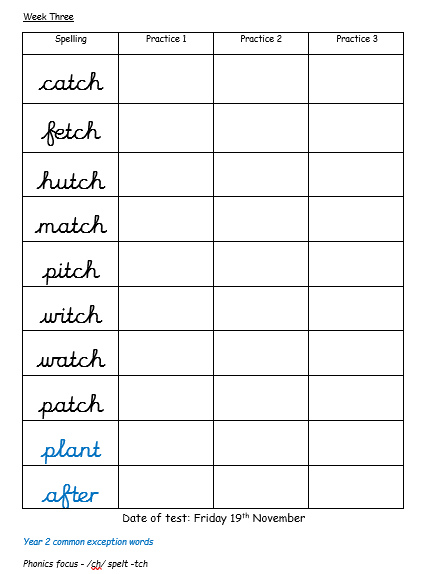 Week Three
Spelling Practice 1 Practice 2 Practice 3
catch
fetch
hutch
match
pitch
witch
watch
patch
plant
after
Date of test: Friday 19th November
Year 2 common exception words
Phonics focus - /ch/ spelt -tch